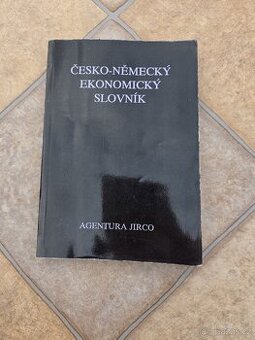 ČESKO-NĚMECKÝ
EKONOMICKÝ
SLOVNÍK
AGENTURA JIRCO